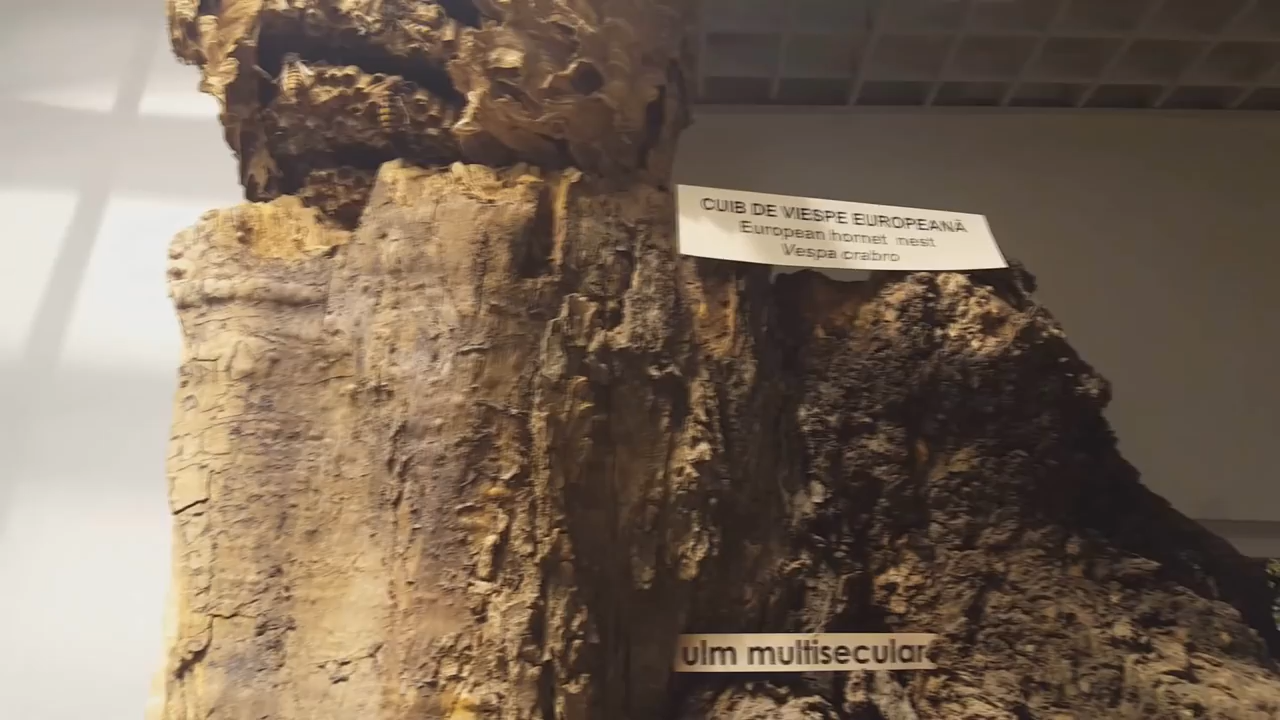 CUIB DE VIESPE EUROPEANĂ
European hornet nest
Vespa crabro
ulm multisecular